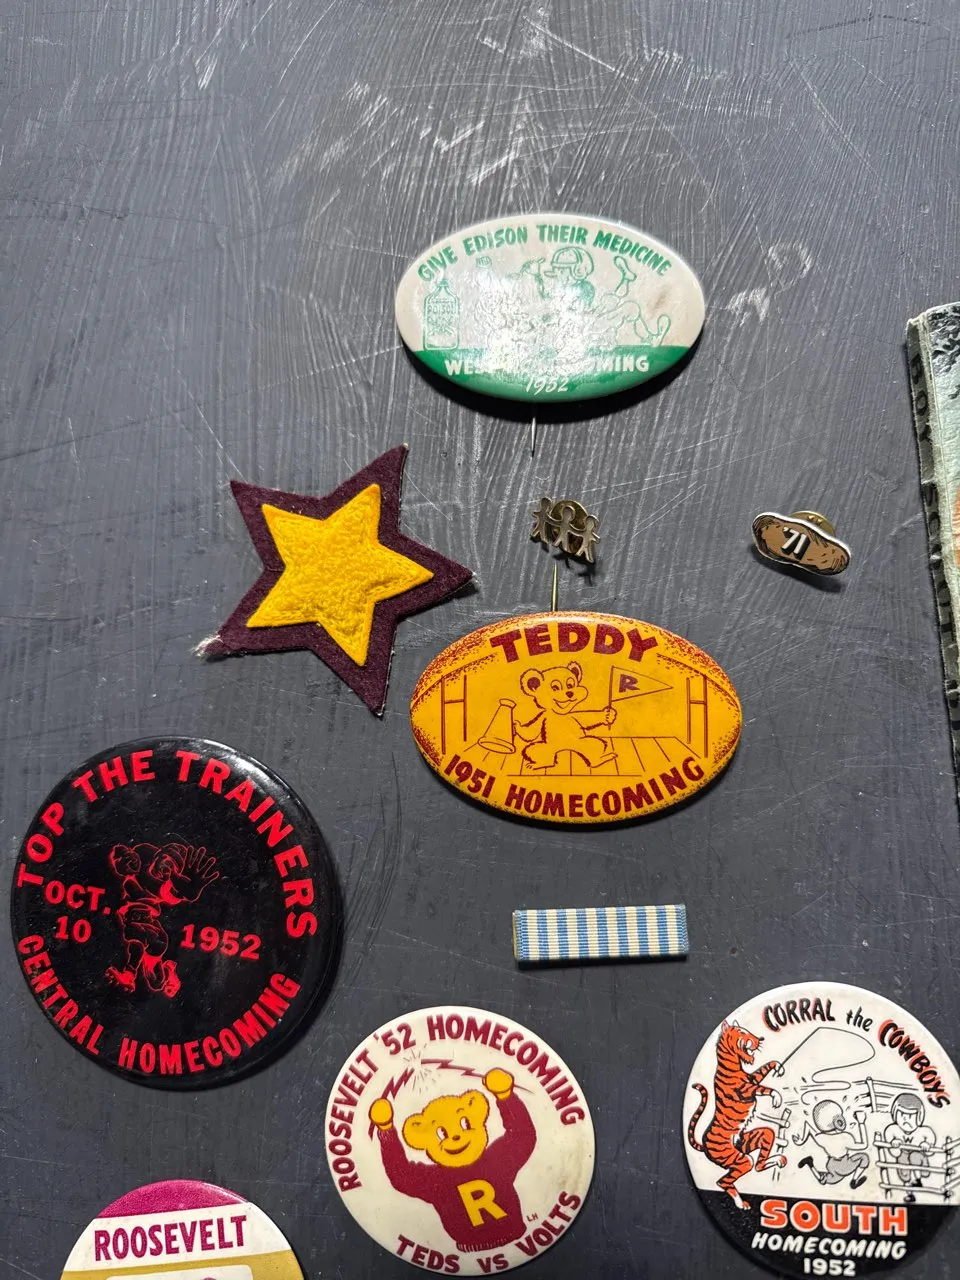 GIVE EDISON THEIR MEDICINE
1952
'71
TEDDY
R
1951 HOMECOMING
TOP THE TRAINERS
OCT.
10
1952
CENTRAL HOMECOMING
ROOSEVELT '52 HOMECOMING
R
LH
TEDS VS VOLTS
CORRAL the COWBOYS
W
SOUTH
HOMECOMING
1952
ROOSEVELT